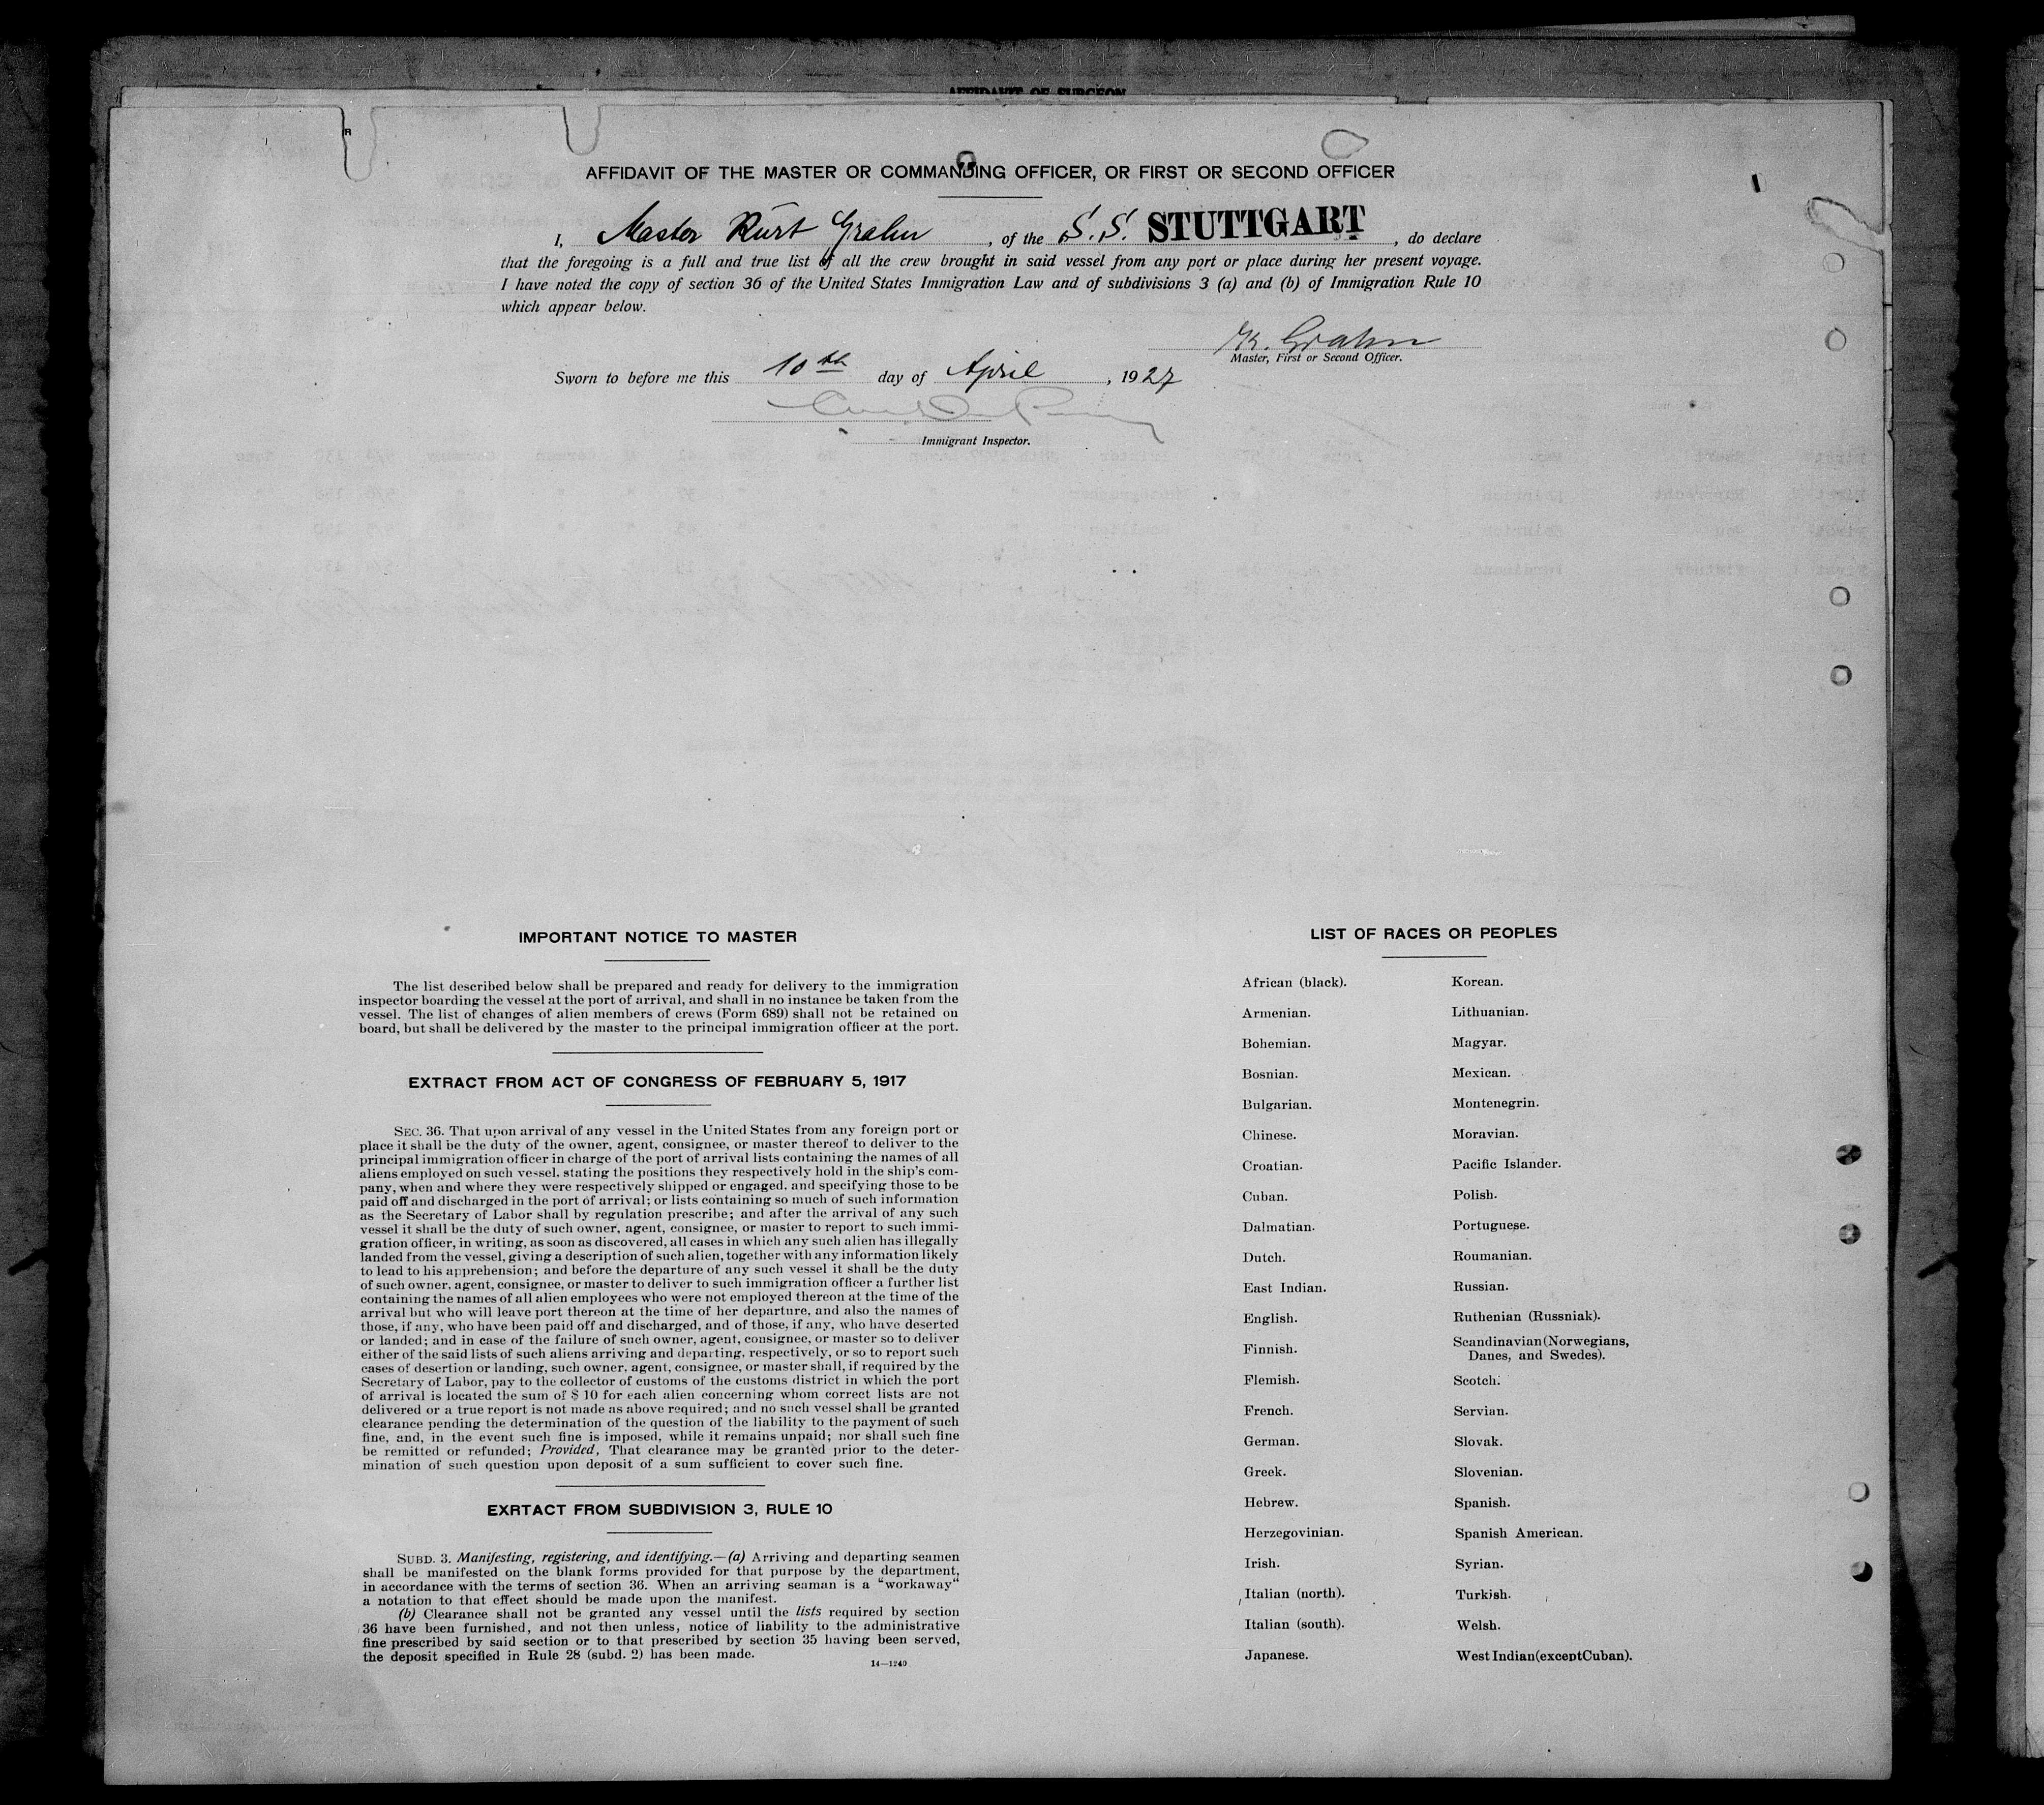 AFFIDAVIT OF SURGEON
AFFIDAVIT OF THE MASTER OR COMMANDING OFFICER, OR FIRST OR SECOND OFFICER
I, Master Kurt Grahn, of the S.S. STUTTGART, do declare
that the foregoing is a full and true list of all the crew brought in said vessel from any port or place during her present voyage.
I have noted the copy of section 36 of the United States Immigration Law and of subdivisions 3 (a) and (b) of Immigration Rule 10
which appear below.
K. Grahn
Master, First or Second Officer.
Sworn to before me this 10th day of April, 1927
Immigrant Inspector.
IMPORTANT NOTICE TO MASTER
The list described below shall be prepared and ready for delivery to the immigration
inspector boarding the vessel at the port of arrival, and shall in no instance be taken from the
vessel. The list of changes of alien members of crews (Form 689) shall not be retained on
board, but shall be delivered by the master to the principal immigration officer at the port.
EXTRACT FROM ACT OF CONGRESS OF FEBRUARY 5, 1917
SEC. 36. That upon arrival of any vessel in the United States from any foreign port or
place it shall be the duty of the owner, agent, consignee, or master thereof to deliver to the
principal immigration officer in charge of the port of arrival lists containing the names of all
aliens employed on such vessel. stating the positions they respectively hold in the ship's com-
pany, when and where they were respectively shipped or engaged. and specifying those to be
paid off and discharged in the port of arrival; or lists containing so much of such information
as the Secretary of Labor shall by regulation prescribe; and after the arrival of any such
vessel it shall be the duty of such owner, agent, consignee, or master to report to such immi-
gration officer, in writing, as soon as discovered, all cases in which any such alien has illegally
landed from the vessel, giving a description of such alien, together with any information likely
to lead to his apprehension; and before the departure of any such vessel it shall be the duty
of such owner. agent, consignee, or master to deliver to such immigration officer a further list
containing the names of all alien employees who were not employed thereon at the time of the
arrival but who will leave port thereon at the time of her departure, and also the names of
those, if any, who have been paid off and discharged, and of those, if any, who have deserted
or landed; and in case of the failure of such owner, agent, consignee, or master so to deliver
either of the said lists of such aliens arriving and departing, respectively, or so to report such
cases of desertion or landing, such owner, agent, consignee, or master shall, if required by the
Secretary of Labor, pay to the collector of customs of the customs district in which the port
of arrival is located the sum of $ 10 for each alien concerning whom correct lists are not
delivered or a true report is not made as above required; and no such vessel shall be granted
clearance pending the determination of the question of the liability to the payment of such
fine, and, in the event such fine is imposed, while it remains unpaid; nor shall such fine
be remitted or refunded; Provided, That clearance may be granted prior to the deter-
mination of such question upon deposit of a sum sufficient to cover such fine.
EXRTACT FROM SUBDIVISION 3, RULE 10
SUBD. 3. Manifesting, registering, and identifying.—(a) Arriving and departing seamen
shall be manifested on the blank forms provided for that purpose by the department,
in accordance with the terms of section 36. When an arriving seaman is a “workaway“
a notation to that effect should be made upon the manifest.
(b) Clearance shall not be granted any vessel until the lists required by section
36 have been furnished, and not then unless, notice of liability to the administrative
fine prescribed by said section or to that prescribed by section 35 having been served,
the deposit specified in Rule 28 (subd. 2) has been made.
14—1240
LIST OF RACES OR PEOPLES
African (black).
Armenian.
Bohemian.
Bosnian.
Bulgarian.
Chinese.
Croatian.
Cuban.
Dalmatian.
Dutch.
East Indian.
English.
Finnish.
Flemish.
French.
German.
Greek.
Hebrew.
Herzegovinian.
Irish.
Italian (north).
Italian (south).
Japanese.
Korean.
Lithuanian.
Magyar.
Mexican.
Montenegrin.
Moravian.
Pacific Islander.
Polish.
Portuguese.
Roumanian.
Russian.
Ruthenian (Russniak).
Scandinavian (Norwegians,
Danes, and Swedes).
Scotch.
Servian.
Slovak.
Slovenian.
Spanish.
Spanish American.
Syrian.
Turkish.
Welsh.
West Indian (except Cuban).